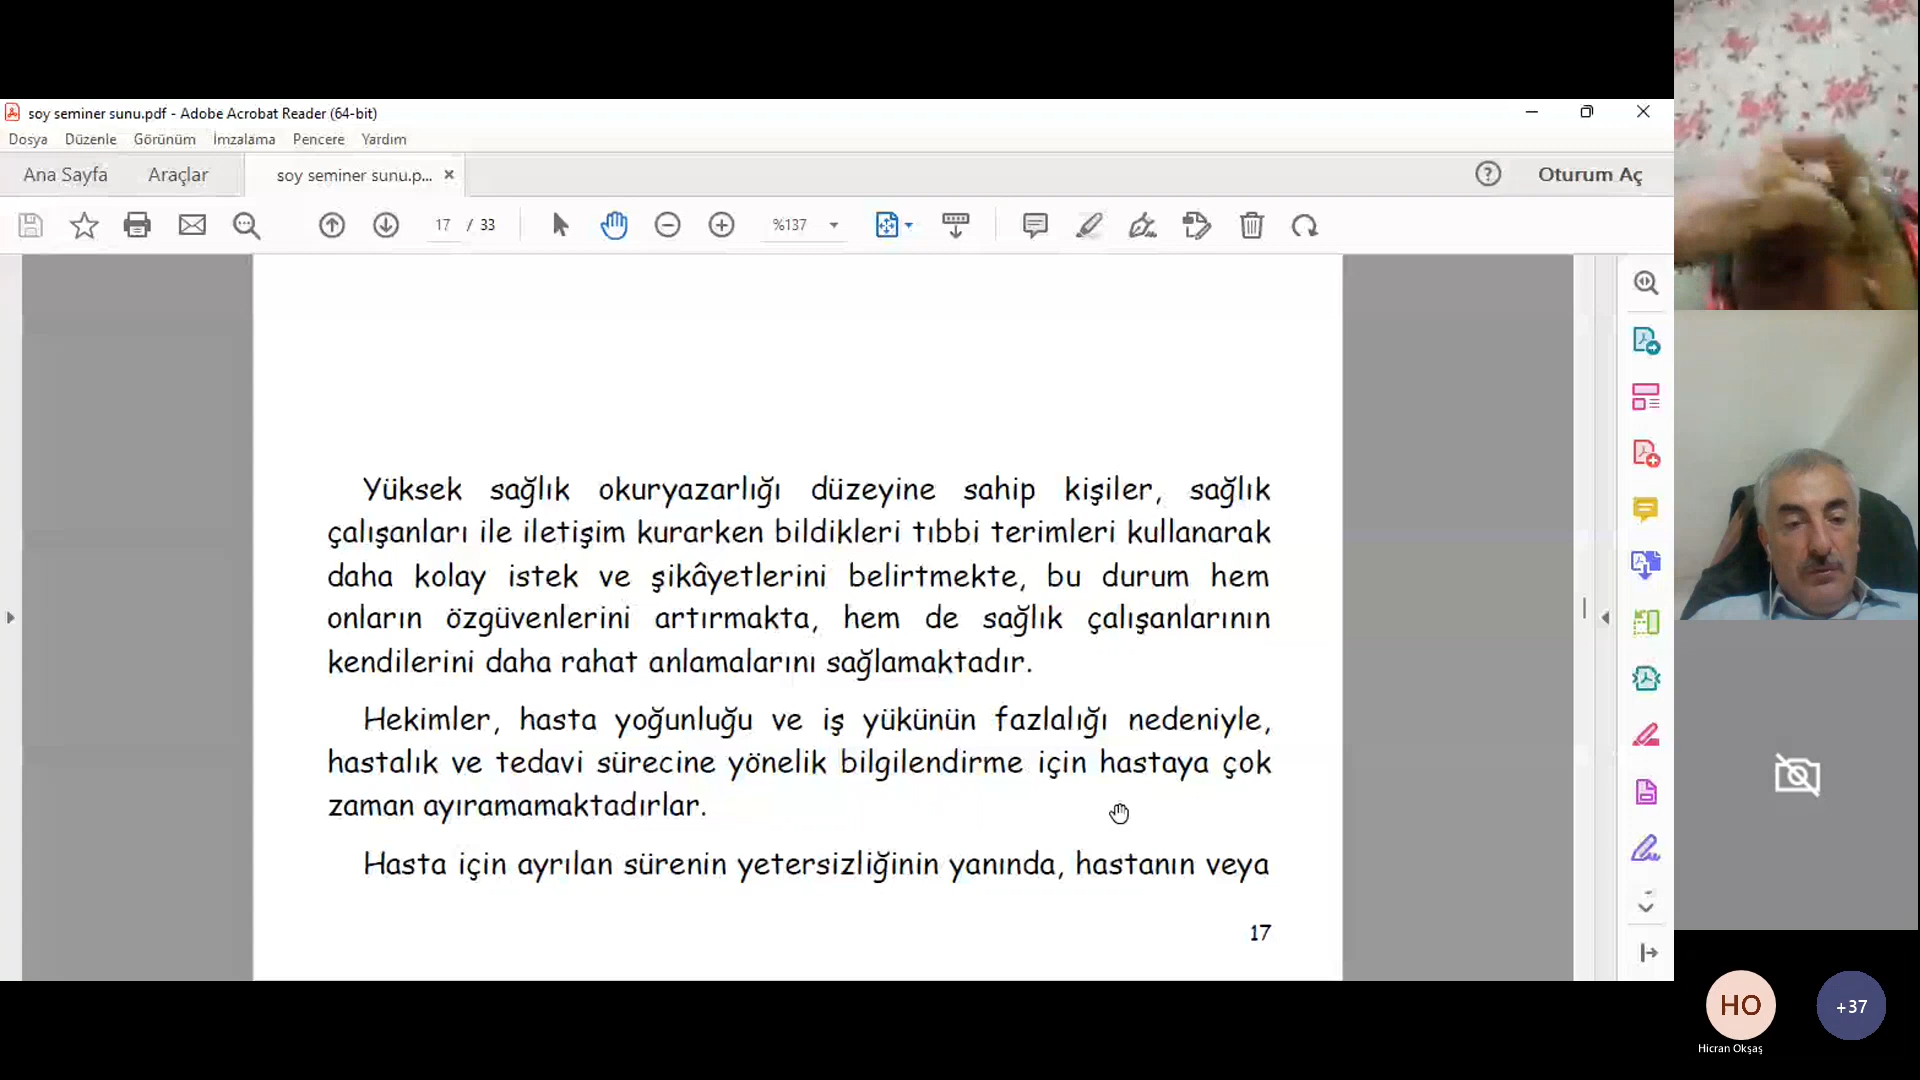 soy seminer sunu.pdf - Adobe Acrobat Reader (64-bit)
Dosya Düzenle Görünüm İmzalama Pencere Yardım
Ana Sayfa Araçlar soy seminer sunu.p... Oturum Aç
17 / 33 %137
Yüksek sağlık okuryazarlığı düzeyine sahip kişiler, sağlık
çalışanları ile iletişim kurarken bildikleri tıbbi terimleri kullanarak
daha kolay istek ve şikâyetlerini belirtmekte, bu durum hem
onların özgüvenlerini artırmakta, hem de sağlık çalışanlarının
kendilerini daha rahat anlamalarını sağlamaktadır.
Hekimler, hasta yoğunluğu ve iş yükünün fazlalığı nedeniyle,
hastalık ve tedavi sürecine yönelik bilgilendirme için hastaya çok
zaman ayıramamaktadırlar.
Hasta için ayrılan sürenin yetersizliğinin yanında, hastanın veya
17
HO
+37
Hicran Okşaş